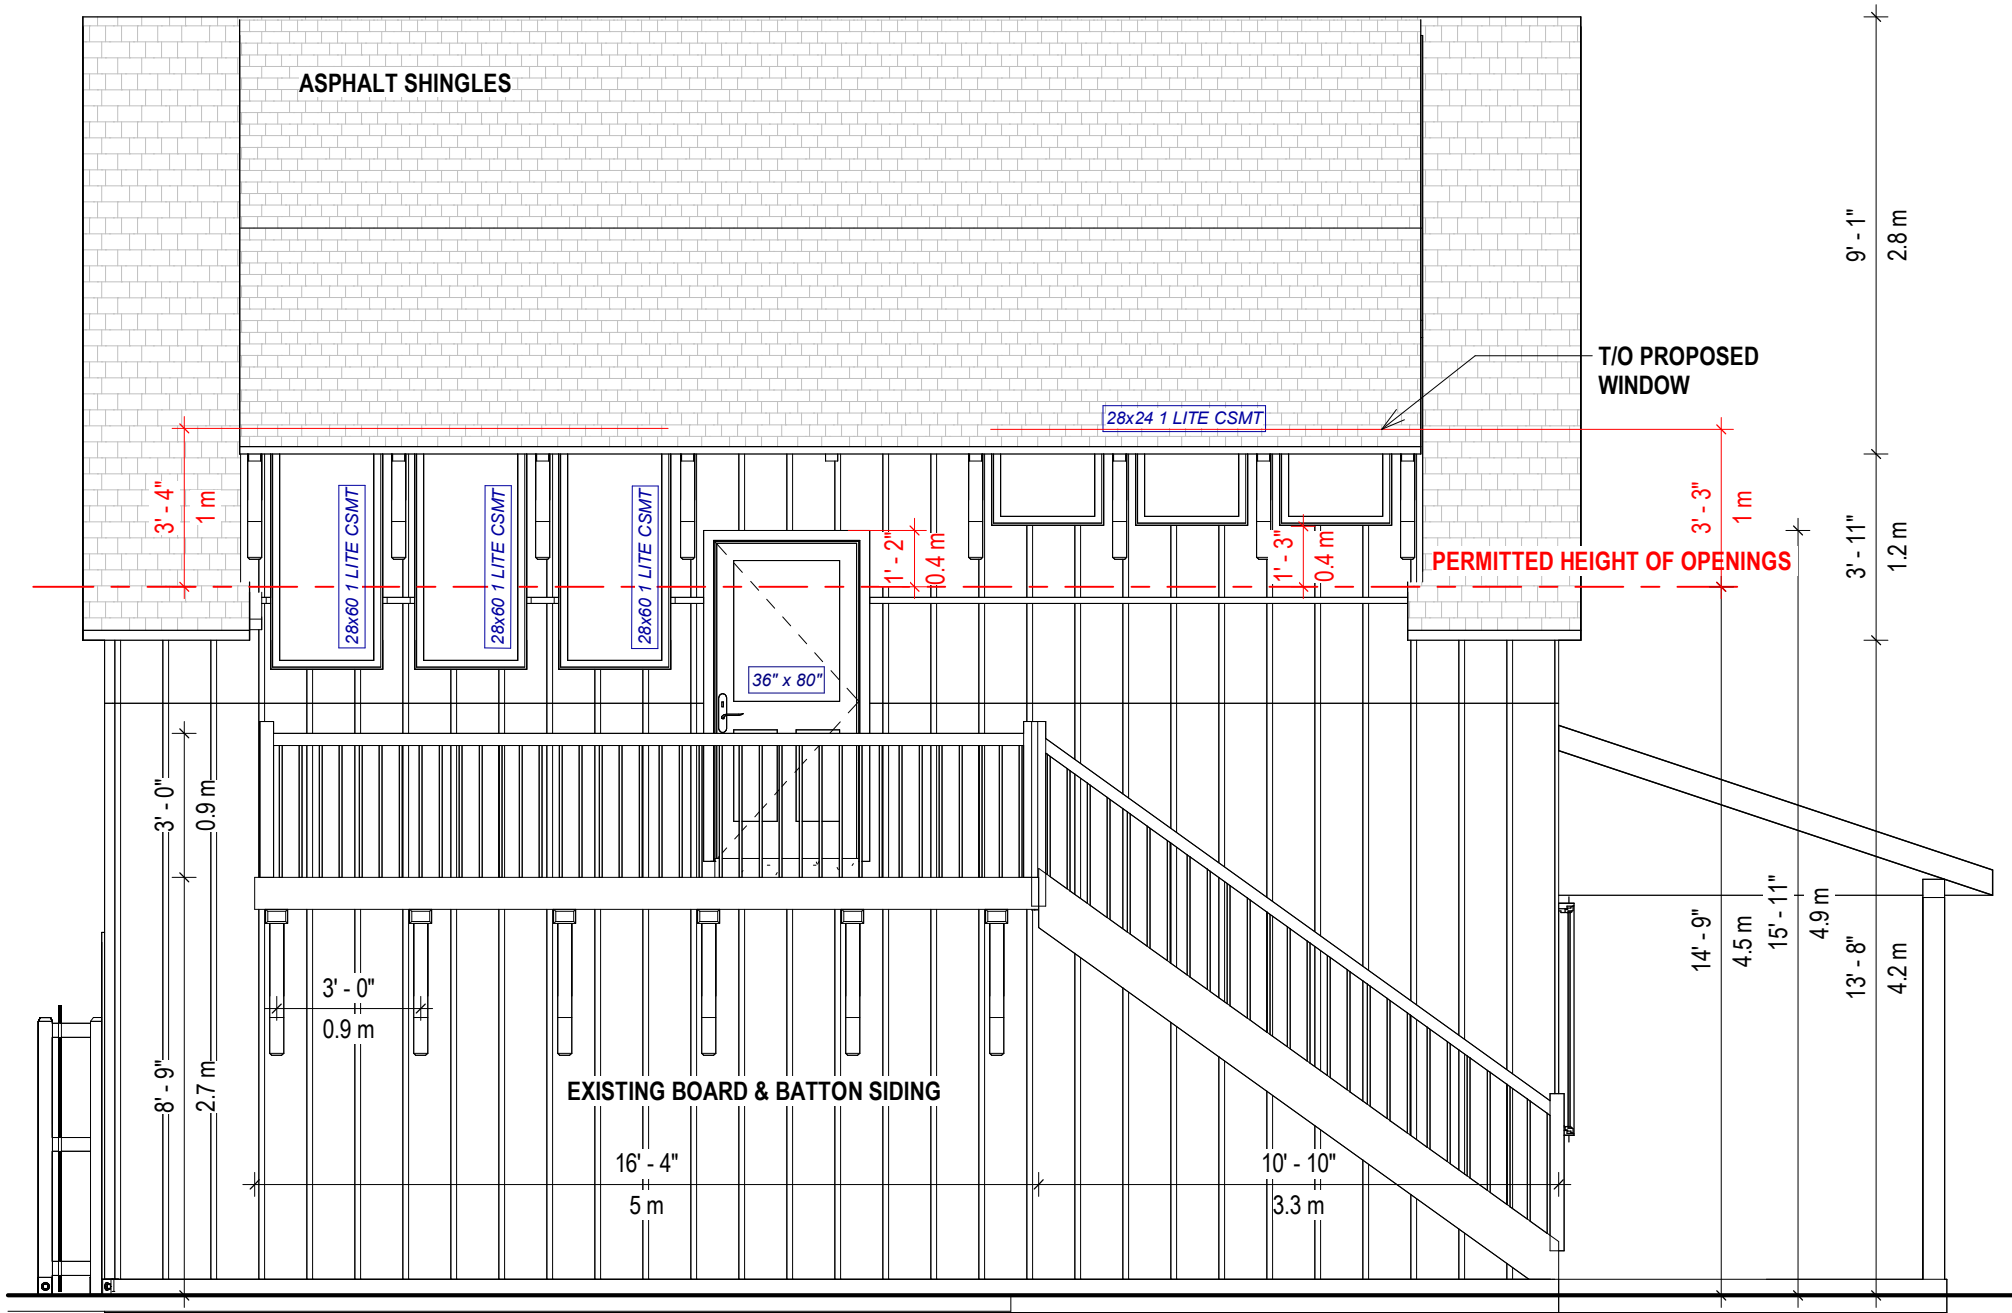 ASPHALT SHINGLES
9' - 1"
2.8 m
T/O PROPOSED
WINDOW
28x24 1 LITE CSMT
3' - 4"
1 m
28x60 1 LITE CSMT
28x60 1 LITE CSMT
28x60 1 LITE CSMT
1' - 2"
0.4 m
1' - 3"
0.4 m
3' - 3"
1 m
3' - 11"
1.2 m
PERMITTED HEIGHT OF OPENINGS
36" x 80"
3' - 0"
0.9 m
14' - 9"
4.5 m
15' - 11"
4.9 m
13' - 8"
4.2 m
3' - 0"
0.9 m
8' - 9"
2.7 m
EXISTING BOARD & BATTON SIDING
16' - 4"
5 m
10' - 10"
3.3 m